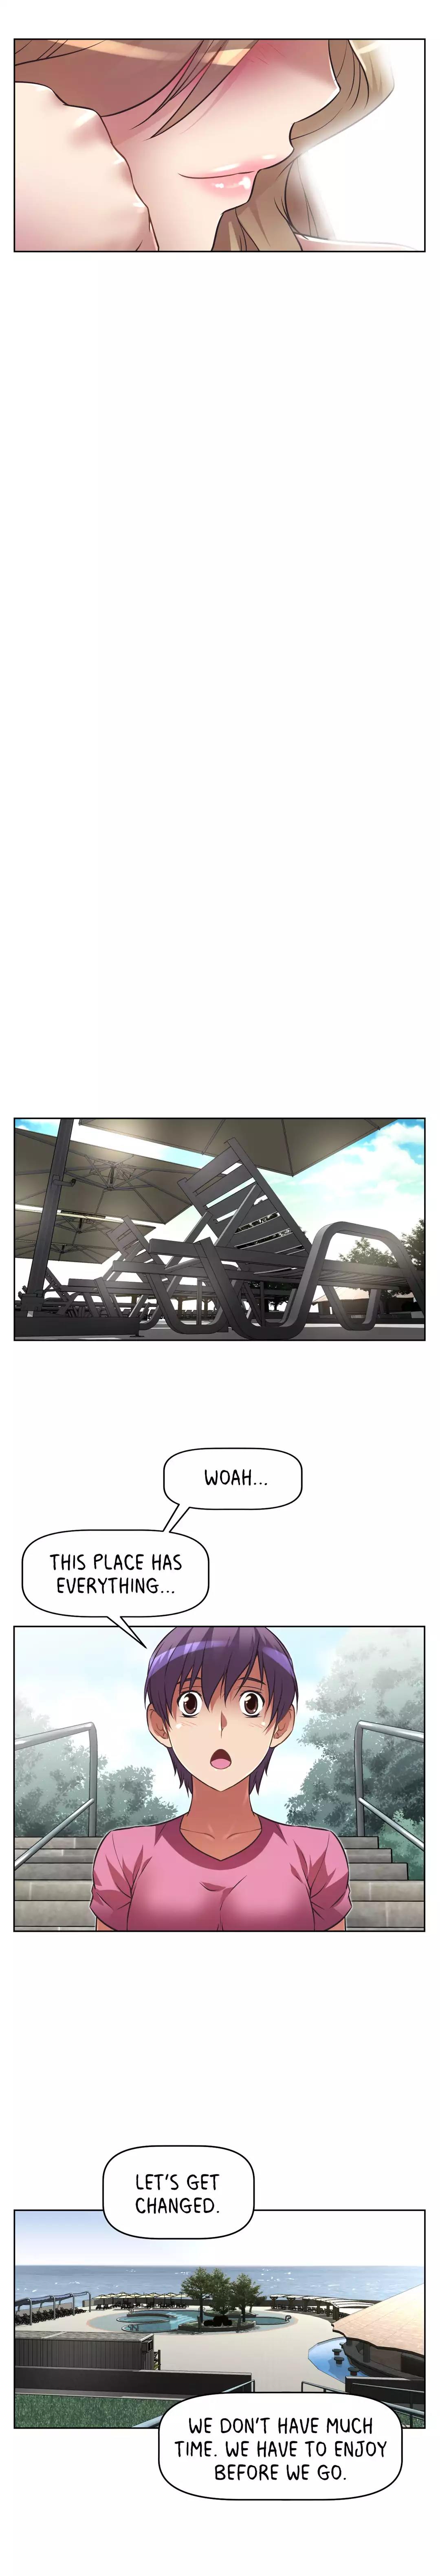 WOAH...
THIS PLACE HAS
EVERYTHING...
LET'S GET
CHANGED.
WE DON'T HAVE MUCH
TIME. WE HAVE TO ENJOY
BEFORE WE GO.